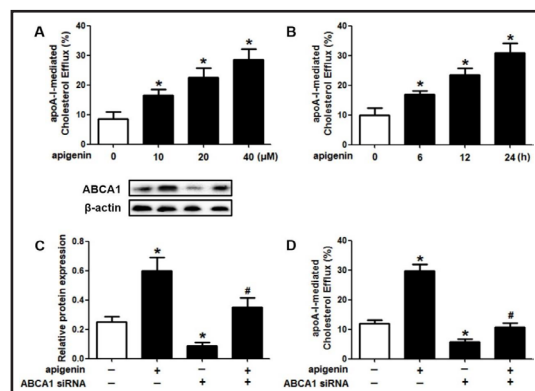 A
apoA-I-mediated
Cholesterol Efflux (%)
40
30
20
10
0
*
*
*
apigenin 0 10 20 40 (μM)
B
apoA-I-mediated
Cholesterol Efflux (%)
40
30
20
10
0
*
*
*
apigenin 0 6 12 24 (h)
ABCA1
β-actin
C
Relative protein expression
0.8
0.6
0.4
0.2
0.0
*
*
#
apigenin – + – +
ABCA1 siRNA – – + +
D
apoA-I-mediated
Cholesterol Efflux (%)
40
30
20
10
0
*
*
#
apigenin – + – +
ABCA1 siRNA – – + +